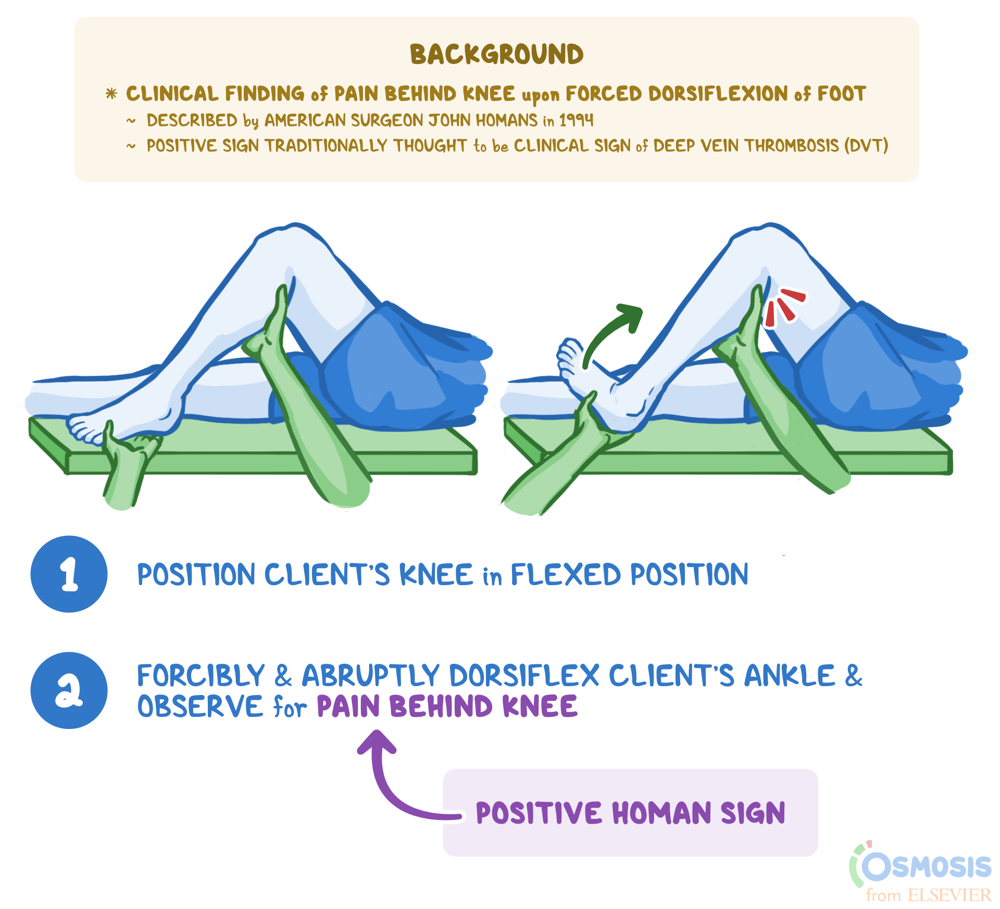 BACKGROUND
* CLINICAL FINDING of PAIN BEHIND KNEE upon FORCED DORSIFLEXION of FOOT
~ DESCRIBED by AMERICAN SURGEON JOHN HOMANS in 1994
~ POSITIVE SIGN TRADITIONALLY THOUGHT to be CLINICAL SIGN of DEEP VEIN THROMBOSIS (DVT)
1 POSITION CLIENT'S KNEE in FLEXED POSITION
2 FORCIBLY & ABRUPTLY DORSIFLEX CLIENT'S ANKLE &
OBSERVE for PAIN BEHIND KNEE
POSITIVE HOMAN SIGN
OSMOSIS
from ELSEVIER